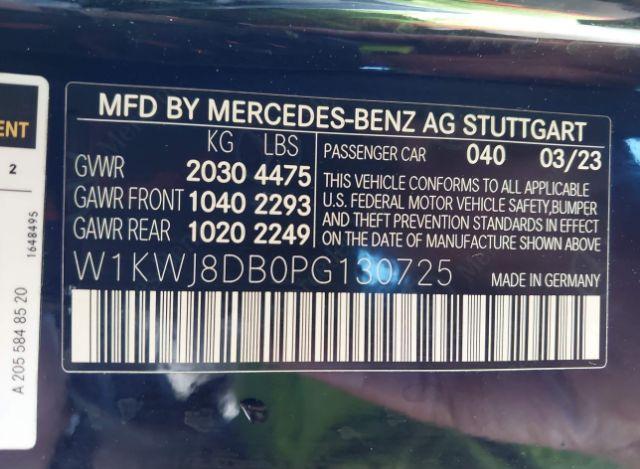 MFD BY MERCEDES-BENZ AG STUTTGART
KG LBS
GVWR 2030 4475
GAWR FRONT 1040 2293
GAWR REAR 1020 2249
PASSENGER CAR 040 03/23
THIS VEHICLE CONFORMS TO ALL APPLICABLE
U.S. FEDERAL MOTOR VEHICLE SAFETY,BUMPER
AND THEFT PREVENTION STANDARDS IN EFFECT
ON THE DATE OF MANUFACTURE SHOWN ABOVE
W1KWJ8DB0PG130725
MADE IN GERMANY
2
1648495
A 205 584 85 20